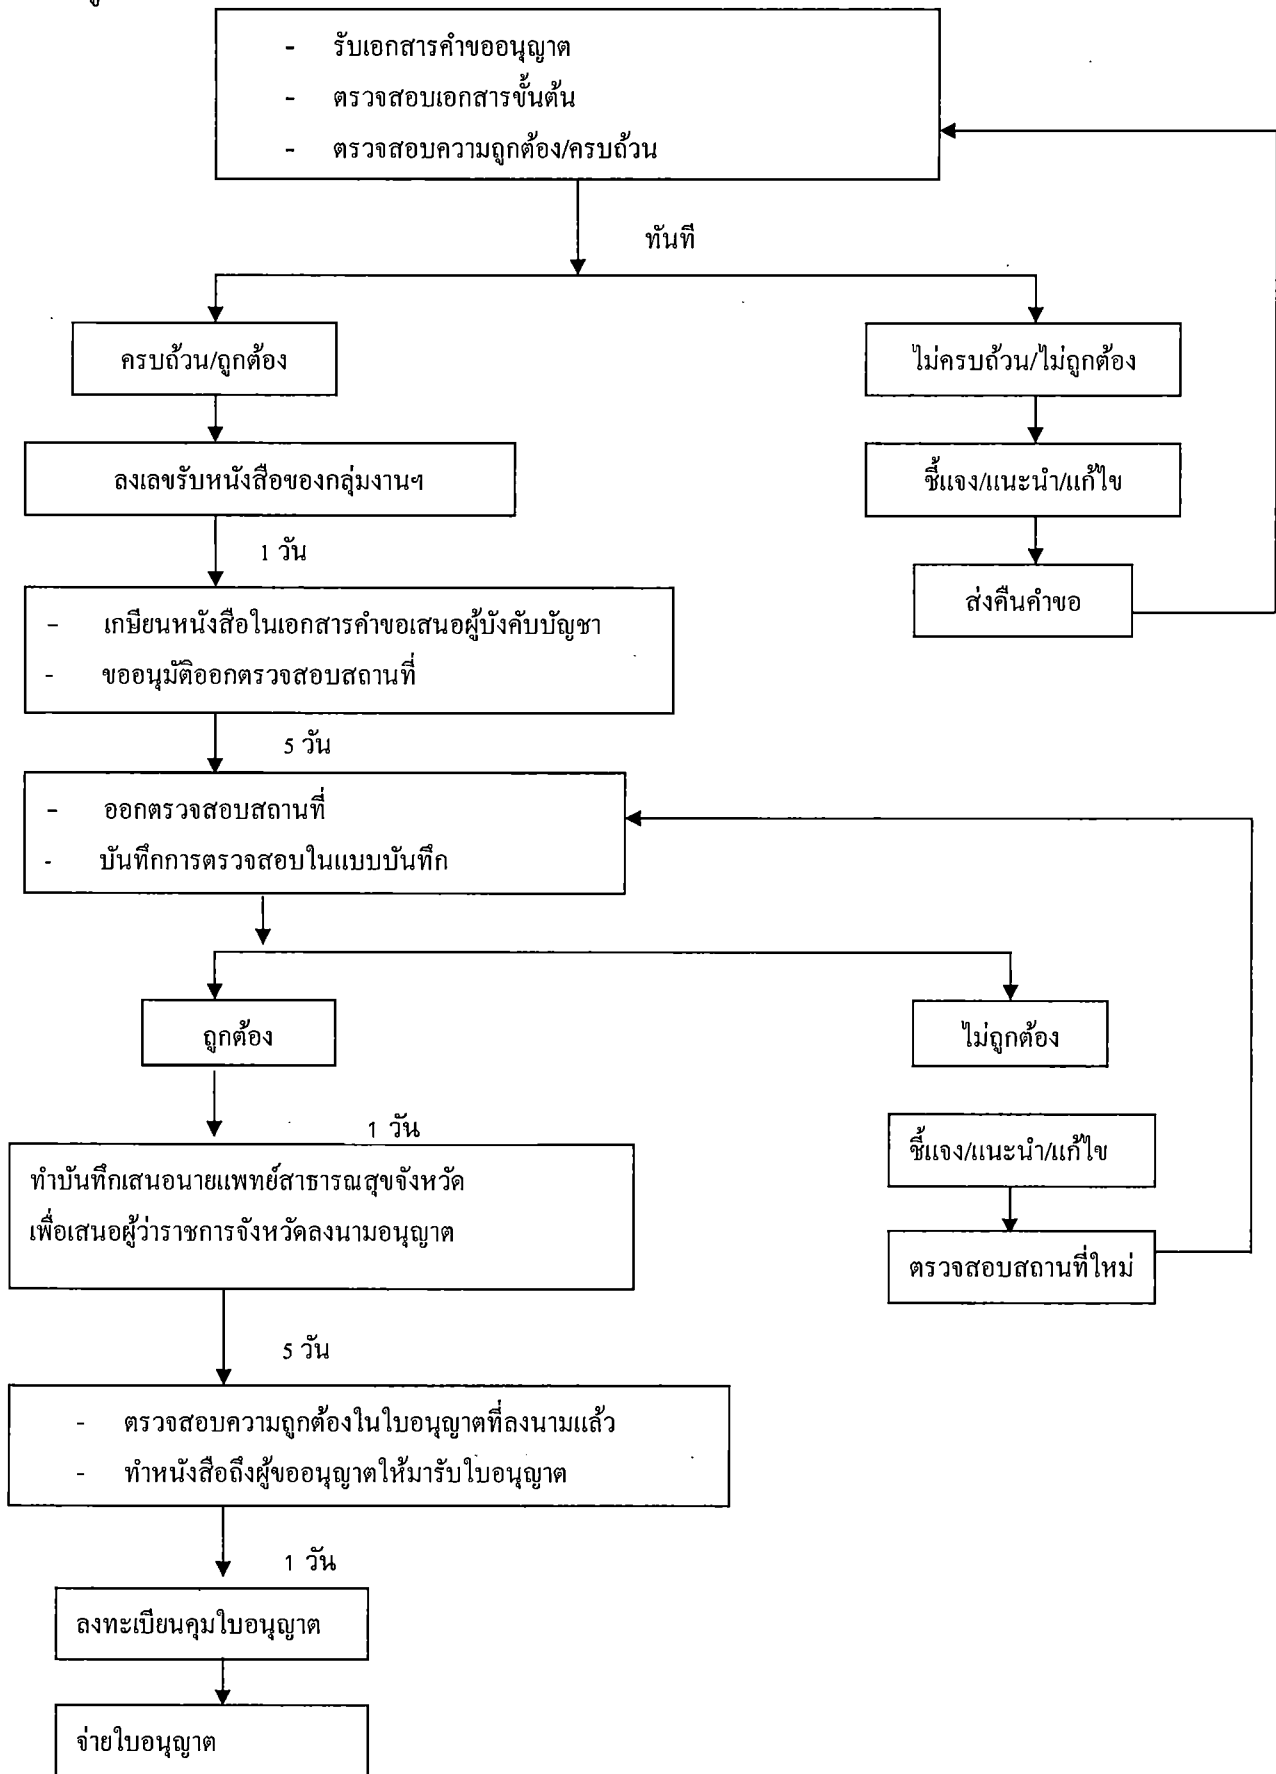 - รับเอกสารคำขออนุญาต
- ตรวจสอบเอกสารขั้นต้น
- ตรวจสอบความถูกต้อง/ครบถ้วน
ทันที
ครบถ้วน/ถูกต้อง
ไม่ครบถ้วน/ไม่ถูกต้อง
ลงเลขรับหนังสือของกลุ่มงานฯ
ชี้แจง/แนะนำ/แก้ไข
1 วัน
ส่งคืนคำขอ
- เกษียนหนังสือในเอกสารคำขอเสนอผู้บังคับบัญชา
- ขออนุมัติออกตรวจสอบสถานที่
5 วัน
- ออกตรวจสอบสถานที่
- บันทึกการตรวจสอบในแบบบันทึก
ถูกต้อง
ไม่ถูกต้อง
1 วัน
ชี้แจง/แนะนำ/แก้ไข
ทำบันทึกเสนอนายแพทย์สาธารณสุขจังหวัด
เพื่อเสนอผู้ว่าราชการจังหวัดลงนามอนุญาต
ตรวจสอบสถานที่ใหม่
5 วัน
- ตรวจสอบความถูกต้องในใบอนุญาตที่ลงนามแล้ว
- ทำหนังสือถึงผู้ขออนุญาตให้มารับใบอนุญาต
1 วัน
ลงทะเบียนคุมใบอนุญาต
จ่ายใบอนุญาต